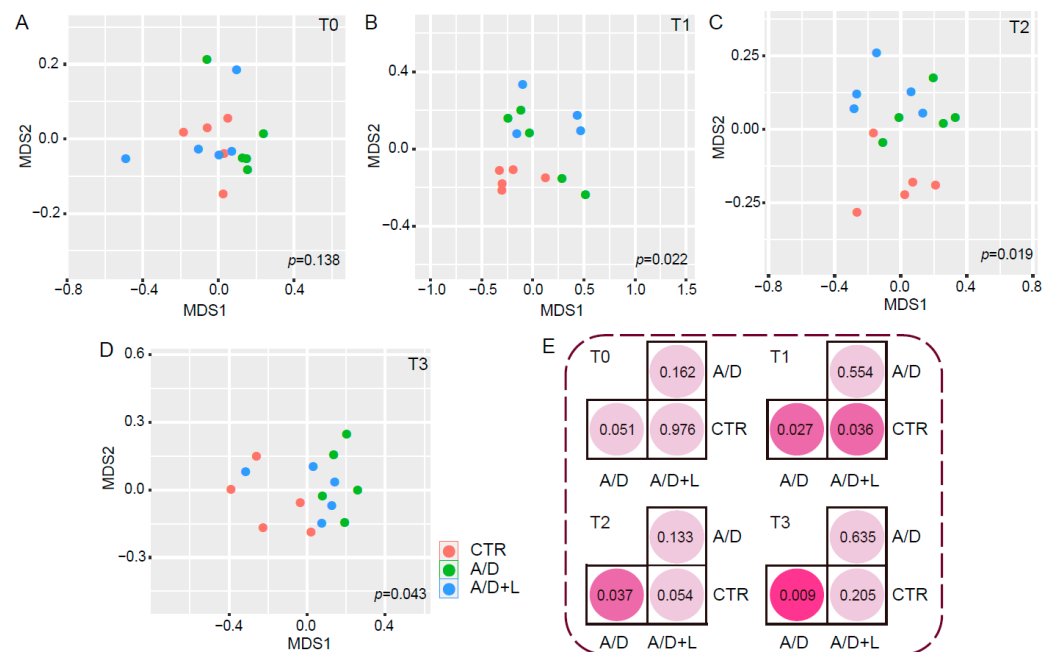 A
T0
MDS2
0.2
0.0
−0.2
p=0.138
−0.8
−0.4
0.0
0.4
MDS1
B
T1
MDS2
0.4
0.0
−0.4
p=0.022
−1.0
−0.5
0.0
0.5
1.0
1.5
MDS1
C
T2
MDS2
0.25
0.00
−0.25
p=0.019
−0.8
−0.4
0.0
0.4
0.8
MDS1
D
T3
MDS2
0.6
0.3
0.0
−0.3
p=0.043
−0.4
0.0
0.4
MDS1
CTR
A/D
A/D+L
E
T0
0.162 A/D
0.051 0.976 CTR
A/D A/D+L
T1
0.554 A/D
0.027 0.036 CTR
A/D A/D+L
T2
0.133 A/D
0.037 0.054 CTR
A/D A/D+L
T3
0.635 A/D
0.009 0.205 CTR
A/D A/D+L